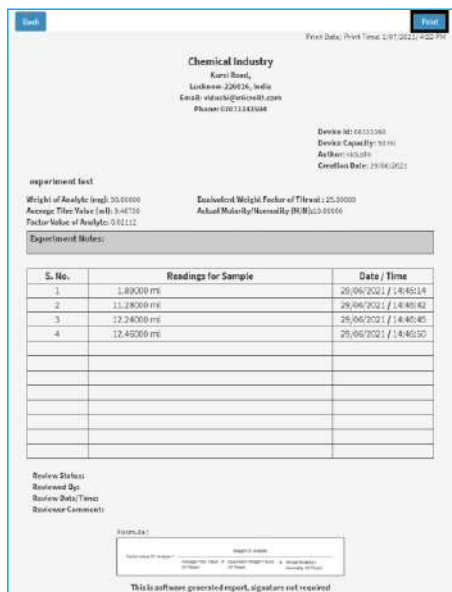 Back
Print
Print Date/ Print Time: 1/07/2021/ 4:22 PM
Chemical Industry
Kursi Road,
Lucknow-226026, India
Phone:
Device Id:
Device Capacity: 50 ml
Author: vidushi
Creation Date: 29/06/2021
experiment test
Weight of Analyte (mg): 50.00000
Equivalent Weight Factor of Titrant : 25.00000
Average Titre Value (ml): 9.46750
Actual Molarity/Normality (M/N):10.00000
Factor Value of Analyte: 0.02112
Experiment Notes:
S. No.
Readings for Sample
Date / Time
1
1.89000 ml
29/06/2021 / 14:46:14
2
11.28000 ml
29/06/2021 / 14:46:42
3
12.24000 ml
29/06/2021 / 14:46:45
4
12.46000 ml
29/06/2021 / 14:46:50
Review Status:
Reviewed By:
Review Date/Time:
Reviewer Comment:
Formula:
Weight Of Analyte
This is software generated report, signature not required